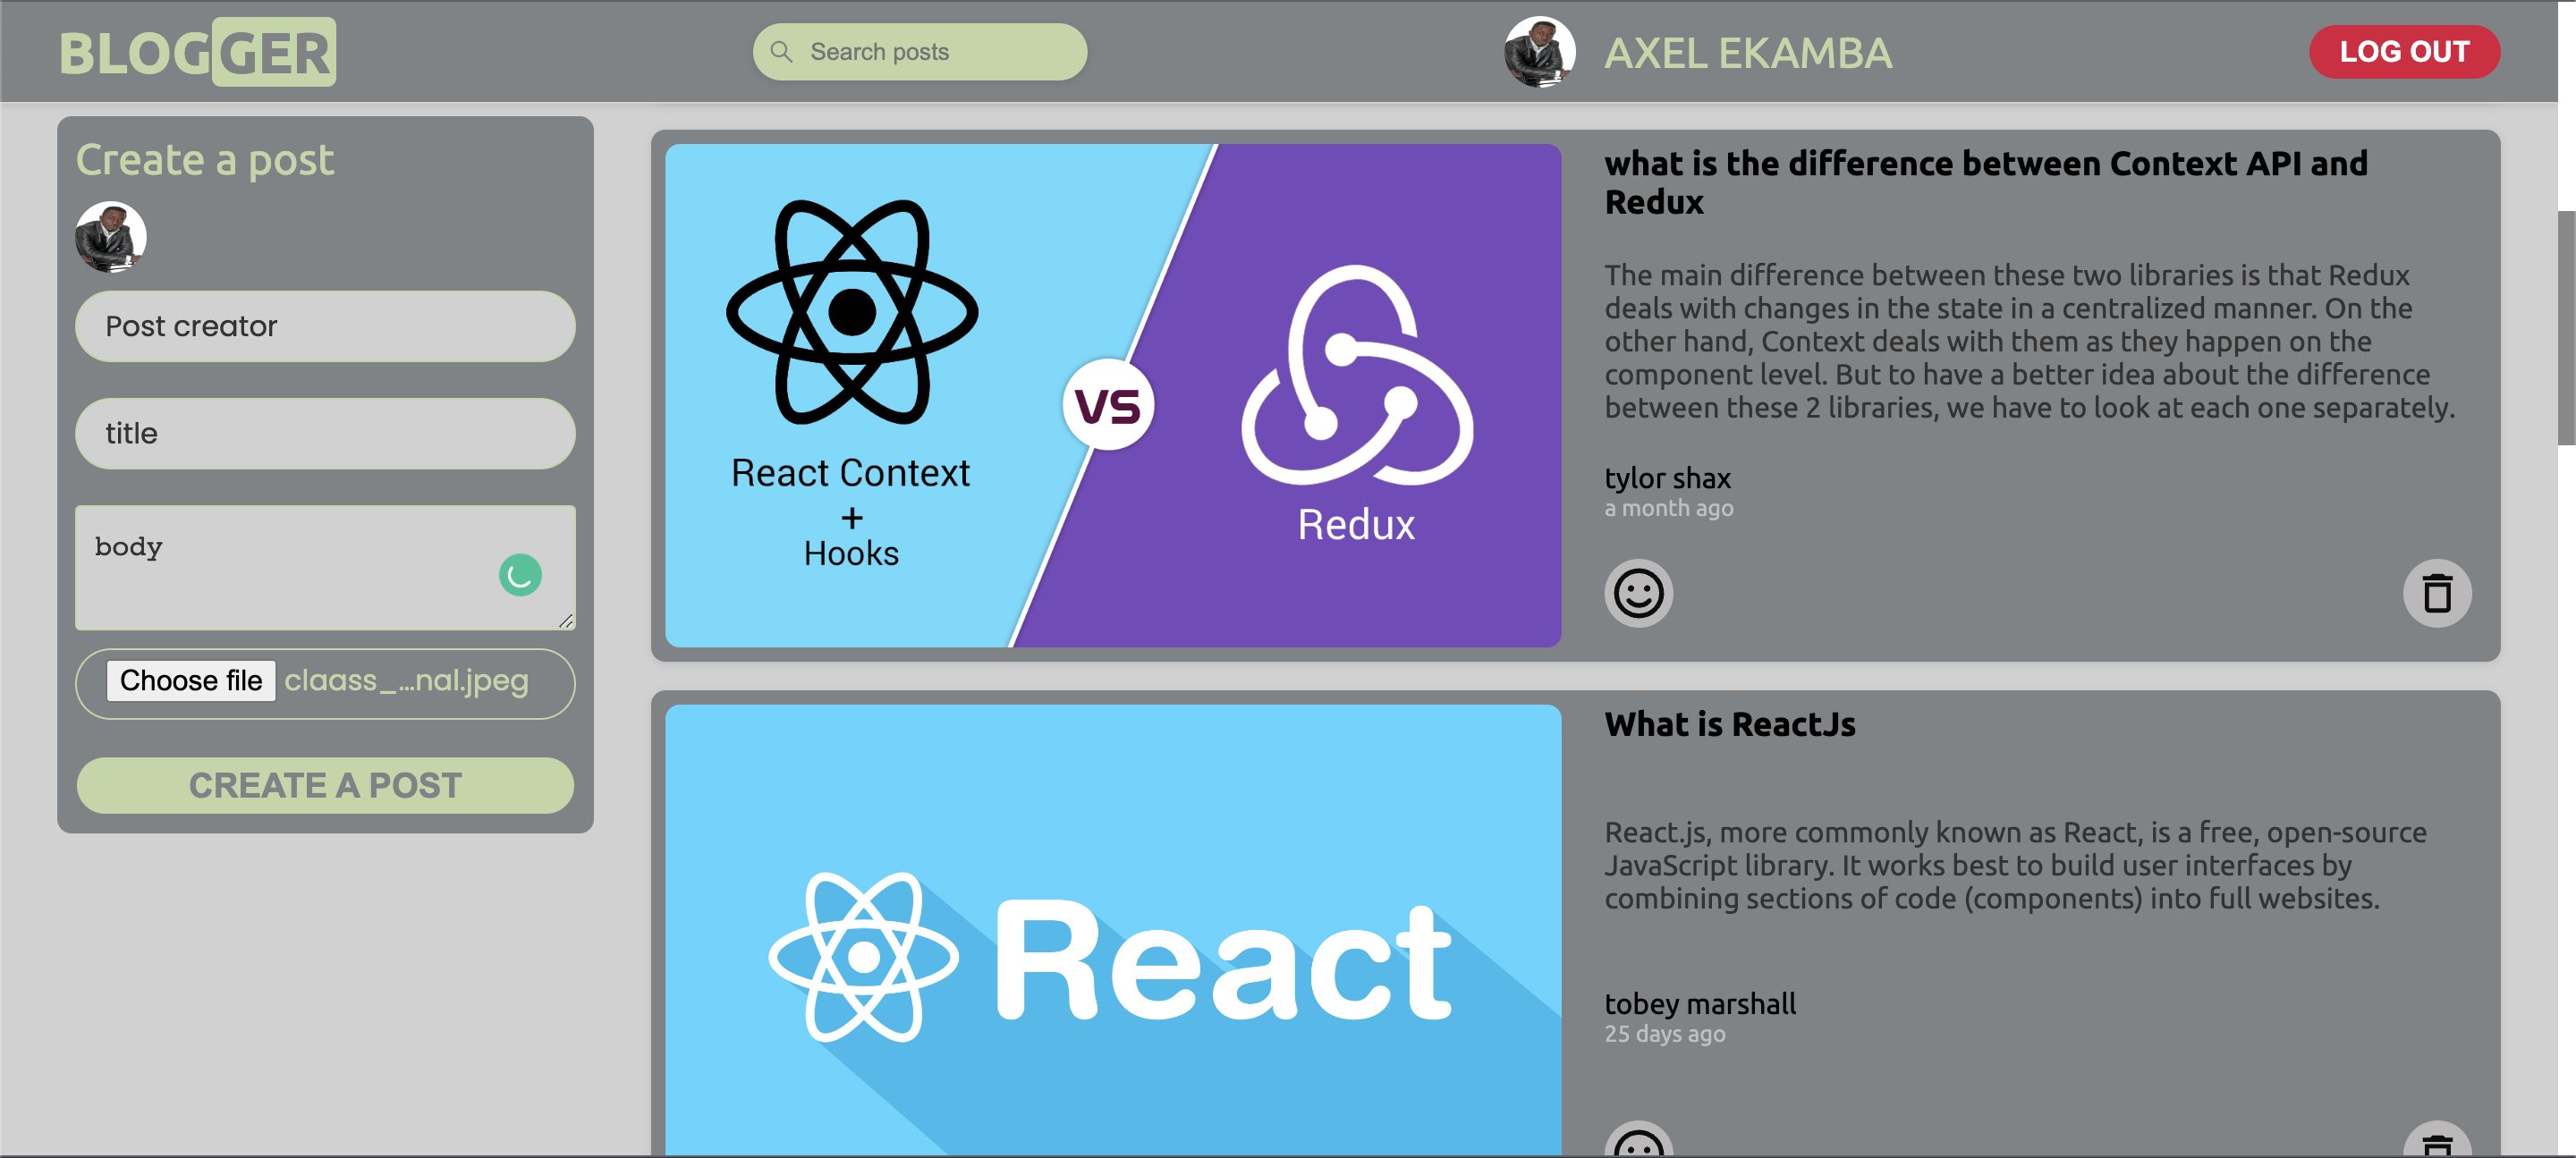 BLOGGER
Search posts
AXEL EKAMBA
LOG OUT
Create a post
Post creator
title
body
Choose file claass_...nal.jpeg
CREATE A POST
React Context
+
Hooks
VS
Redux
what is the difference between Context API and
Redux
The main difference between these two libraries is that Redux
deals with changes in the state in a centralized manner. On the
other hand, Context deals with them as they happen on the
component level. But to have a better idea about the difference
between these 2 libraries, we have to look at each one separately.
tylor shax
a month ago
React
What is ReactJs
React.js, more commonly known as React, is a free, open-source
JavaScript library. It works best to build user interfaces by
combining sections of code (components) into full websites.
tobey marshall
25 days ago